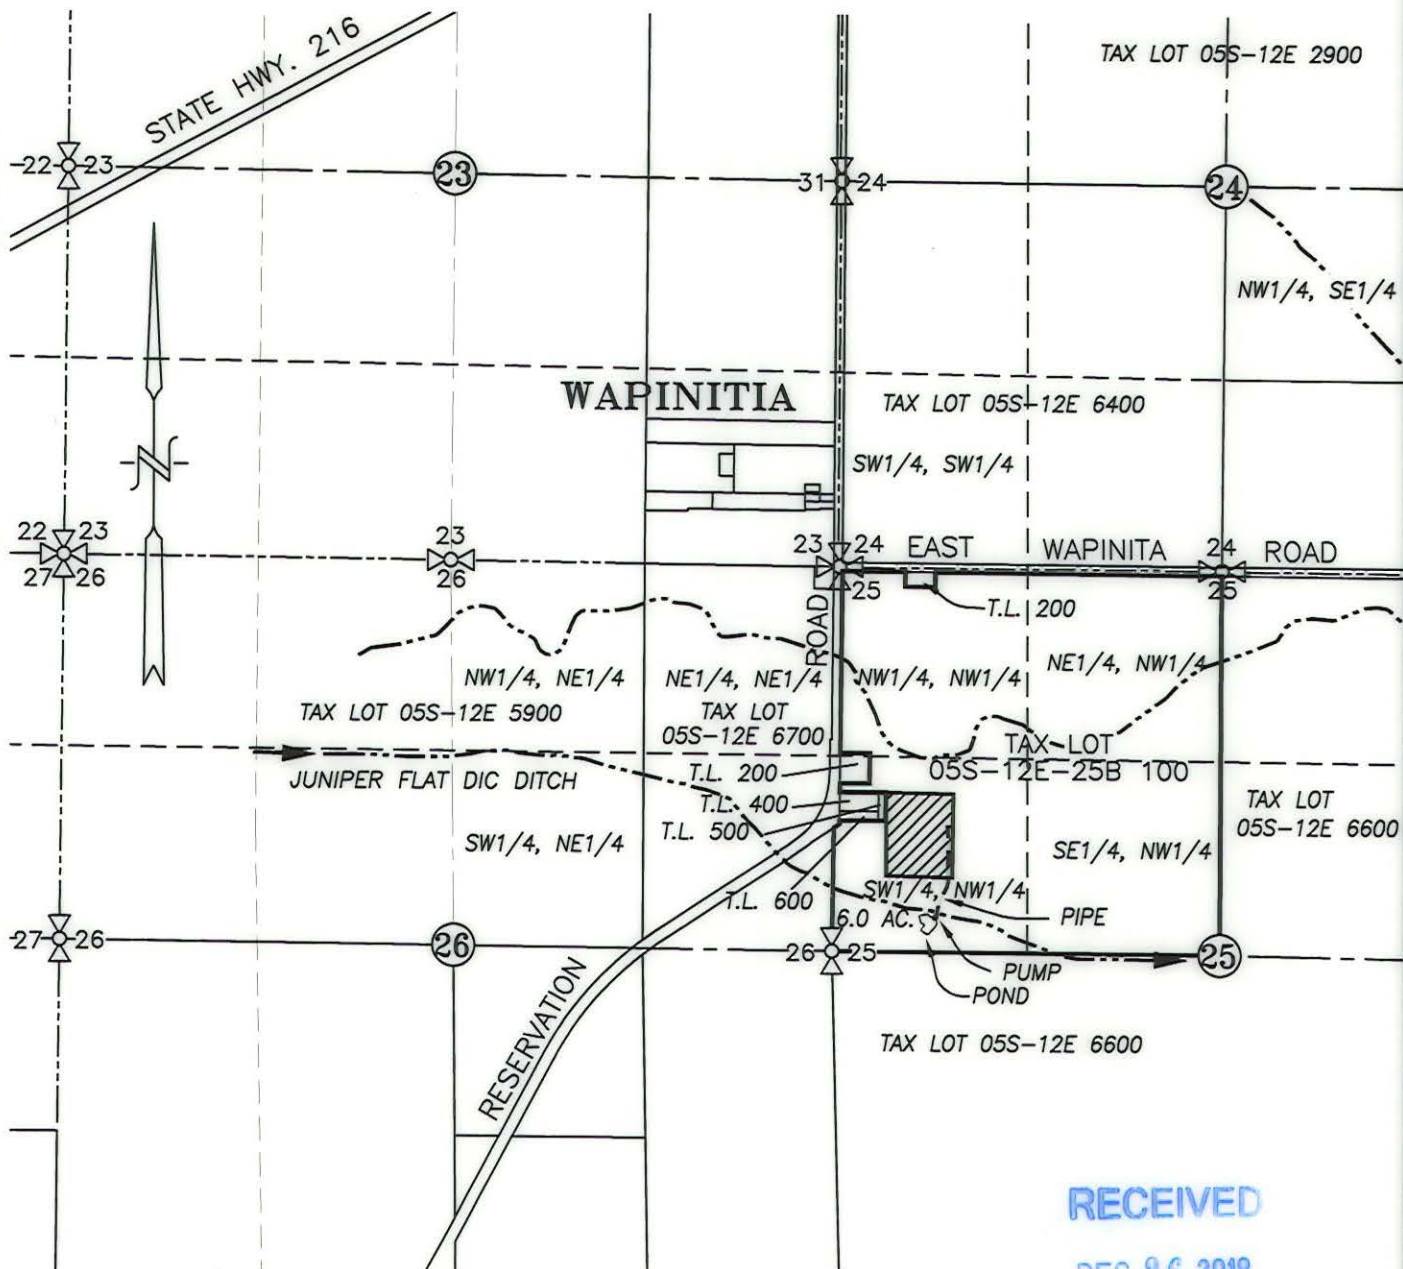 TAX LOT 05S-12E 2900
STATE HWY. 216
22 23
23
31 24
24
NW1/4, SE1/4
WAPINITIA
TAX LOT 05S-12E 6400
SW1/4, SW1/4
N
22 23
27 26
23
26
23 24
25
EAST WAPINITA ROAD
24
25
T.L. 200
ROAD
NW1/4, NE1/4
NE1/4, NE1/4
NW1/4, NW1/4
NE1/4, NW1/4
TAX LOT 05S-12E 5900
TAX LOT
05S-12E 6700
TAX LOT
05S-12E-25B 100
JUNIPER FLAT DIC DITCH
T.L. 200
T.L. 400
T.L. 500
TAX LOT
05S-12E 6600
SW1/4, NE1/4
SE1/4, NW1/4
SW1/4, NW1/4
T.L. 600
6.0 AC.
PIPE
27 26
26
26 25
25
PUMP
POND
RESERVATION
TAX LOT 05S-12E 6600
RECEIVED
DEC 26 2018